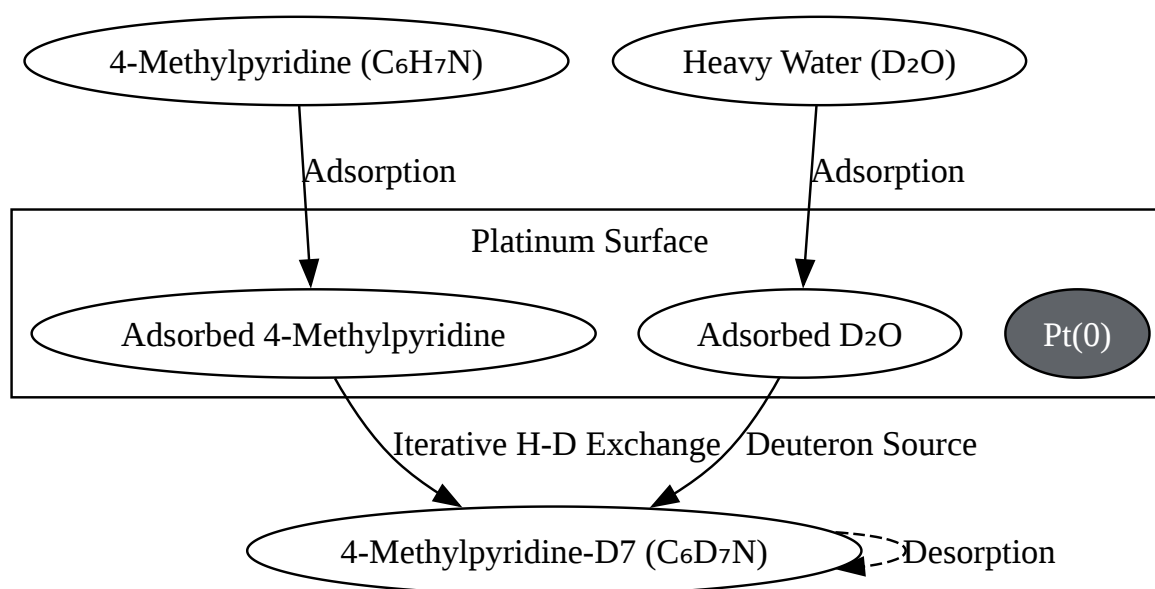 4-Methylpyridine (C₆H₇N)
Heavy Water (D₂O)
Adsorption
Adsorption
Platinum Surface
Adsorbed 4-Methylpyridine
Adsorbed D₂O
Pt(0)
Iterative H-D Exchange
Deuteron Source
4-Methylpyridine-D7 (C₆D₇N)
Desorption